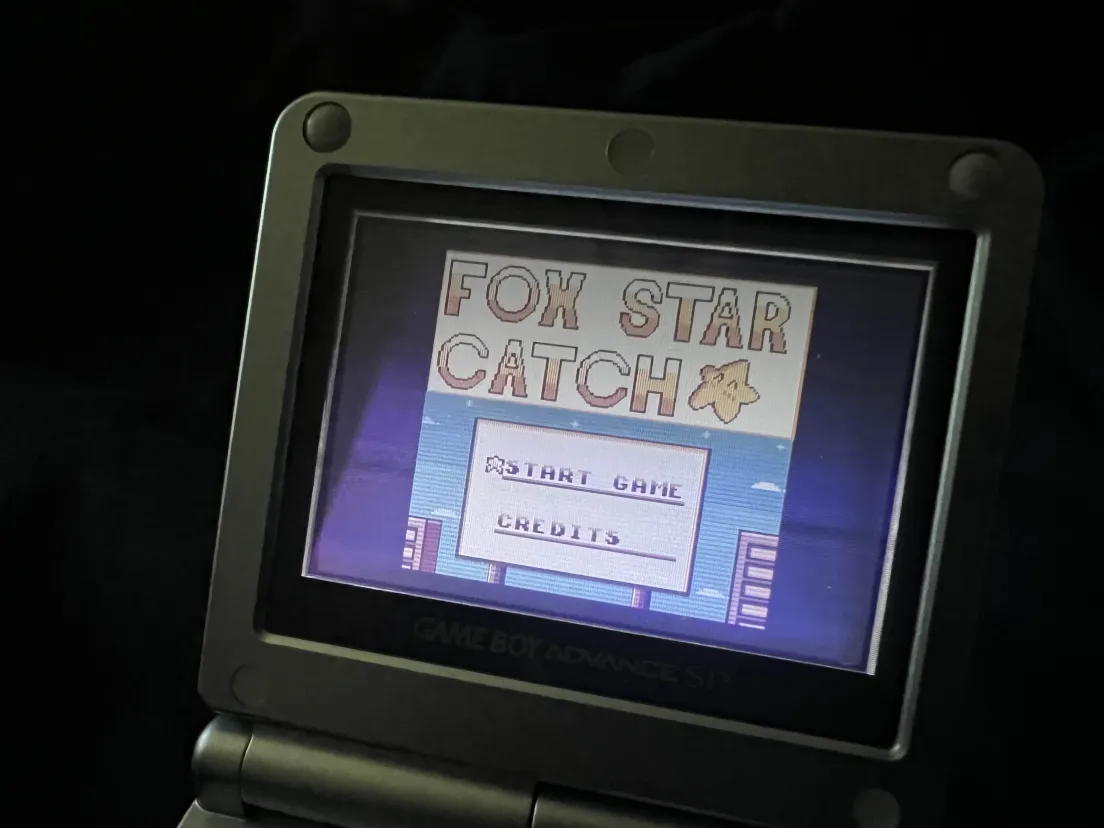 FOX STAR
CATCH
START GAME
CREDITS
GAME BOY ADVANCE SP